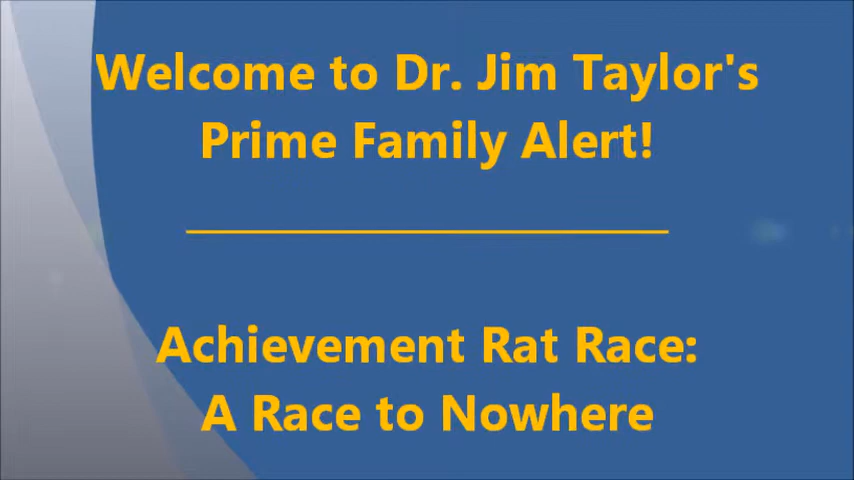 Welcome to Dr. Jim Taylor's
Prime Family Alert!
Achievement Rat Race:
A Race to Nowhere